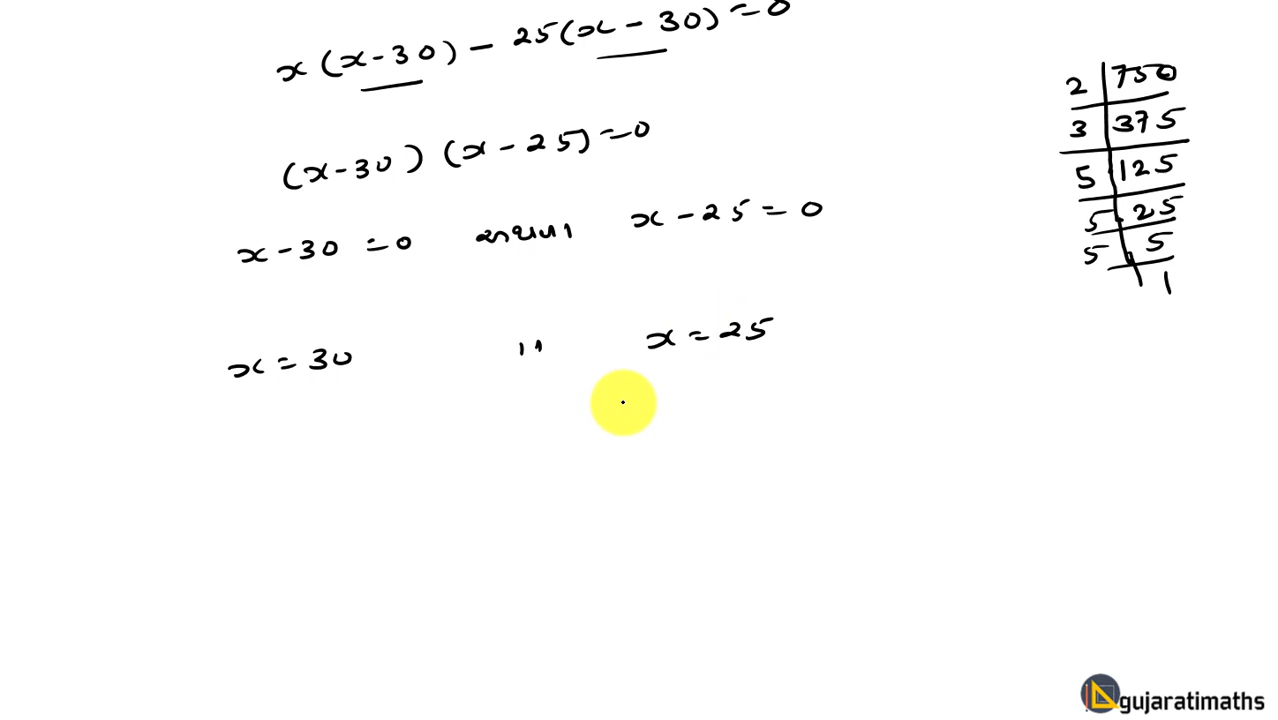 x(x-30) - 25(x-30) = 0
(x-30) (x-25) = 0
x-30 = 0 અથવા x-25 = 0
x = 30 '' x = 25
2 | 750
3 | 375
5 | 125
5 | 25
5 | 5
1
gujaratimaths